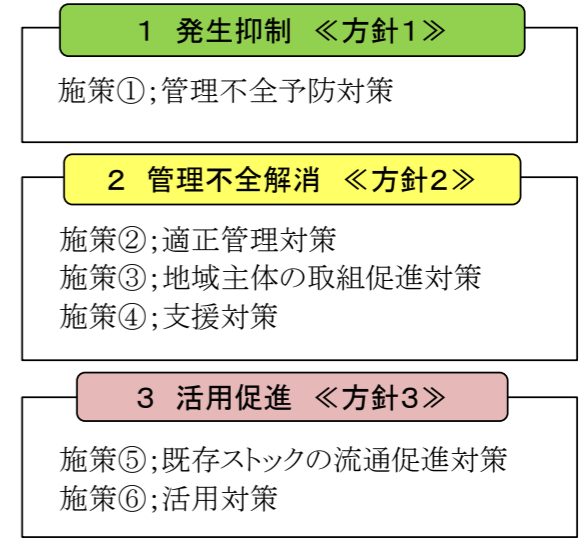 １ 発生抑制 ≪方針１≫
施策①;管理不全予防対策
２ 管理不全解消 ≪方針２≫
施策②;適正管理対策
施策③;地域主体の取組促進対策
施策④;支援対策
３ 活用促進 ≪方針３≫
施策⑤;既存ストックの流通促進対策
施策⑥;活用対策